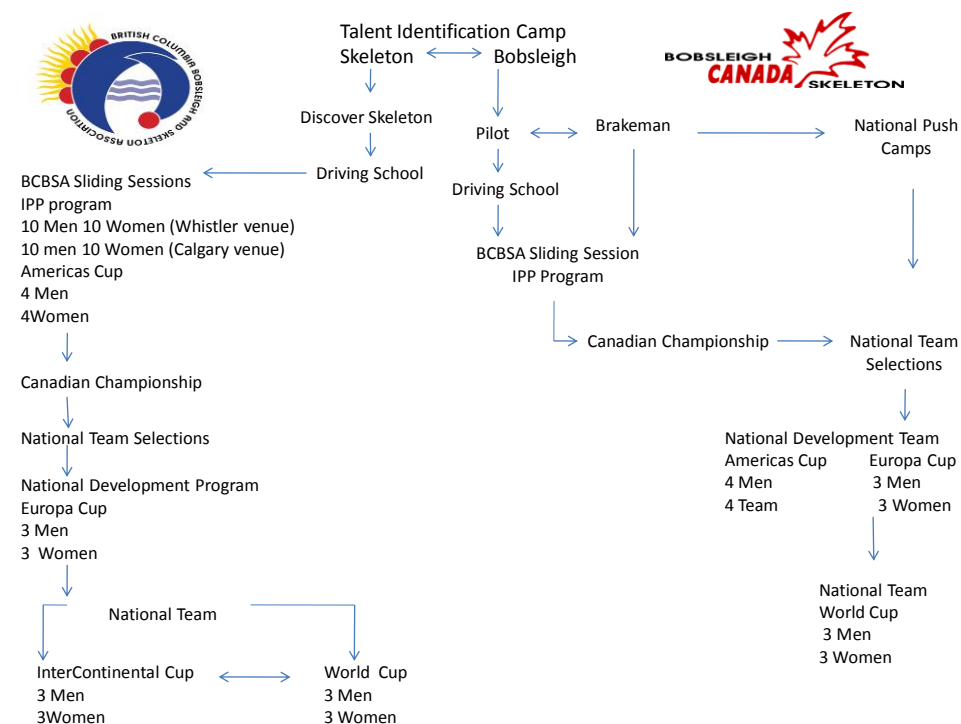 BRITISH COLUMBIA BOBSLEIGH
AND SKELETON ASSOCIATION
Talent Identification Camp
Skeleton Bobsleigh
BOBSLEIGH
CANADA
SKELETON
Discover Skeleton
Driving School
BCBSA Sliding Sessions
IPP program
10 Men 10 Women (Whistler venue)
10 men 10 Women (Calgary venue)
Americas Cup
4 Men
4Women
Canadian Championship
National Team Selections
National Development Program
Europa Cup
3 Men
3 Women
National Team
InterContinental Cup
3 Men
3Women
World Cup
3 Men
3 Women
Pilot
Brakeman
National Push
Camps
Driving School
BCBSA Sliding Session
IPP Program
Canadian Championship
National Team
Selections
National Development Team
Americas Cup Europa Cup
4 Men 3 Men
4 Team 3 Women
National Team
World Cup
3 Men
3 Women